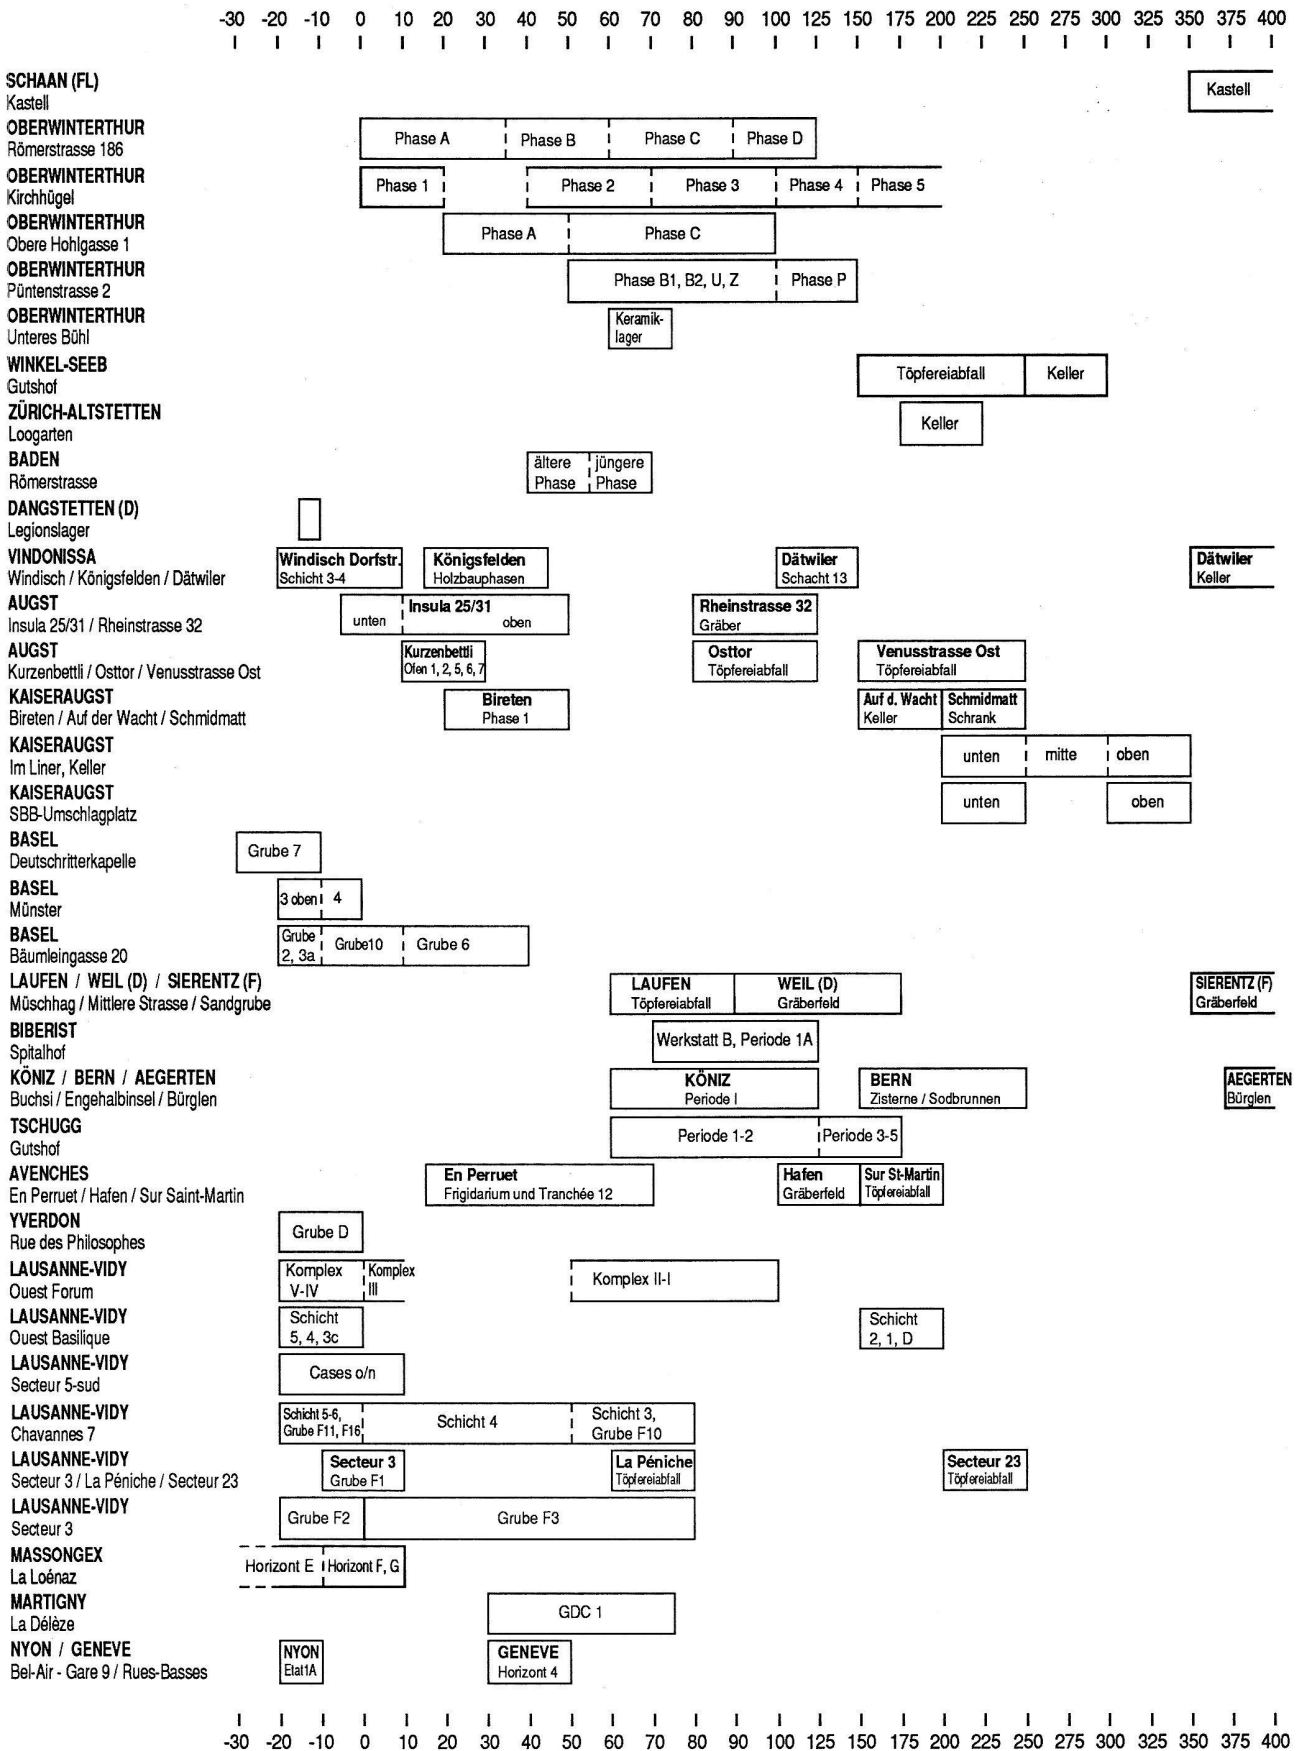 -30 -20 -10 0 10 20 30 40 50 60 70 80 90 100 125 150 175 200 225 250 275 300 325 350 375 400
SCHAAN (FL)
Kastell
Kastell
OBERWINTERTHUR
Römerstrasse 186
Phase A Phase B Phase C Phase D
OBERWINTERTHUR
Kirchhügel
Phase 1 Phase 2 Phase 3 Phase 4 Phase 5
OBERWINTERTHUR
Obere Hohlgasse 1
Phase A Phase C
OBERWINTERTHUR
Püntenstrasse 2
Phase B1, B2, U, Z Phase P
OBERWINTERTHUR
Unteres Bühl
Keramik-
lager
WINKEL-SEEB
Gutshof
Töpfereiabfall Keller
ZÜRICH-ALTSTETTEN
Loogarten
Keller
BADEN
Römerstrasse
ältere jüngere
Phase Phase
DANGSTETTEN (D)
Legionslager
VINDONISSA
Windisch / Königsfelden / Dätwiler
Windisch Dorfstr. Königsfelden Dätwiler Dätwiler
Schicht 3-4 Holzbauphasen Schacht 13 Keller
AUGST
Insula 25/31 / Rheinstrasse 32
Insula 25/31 Rheinstrasse 32
unten oben Gräber
AUGST
Kurzenbettli / Osttor / Venusstrasse Ost
Kurzenbettli Osttor Venusstrasse Ost
Ofen 1, 2, 5, 6, 7 Töpfereiabfall Töpfereiabfall
KAISERAUGST
Bireten / Auf der Wacht / Schmidmatt
Bireten Auf d. Wacht Schmidmatt
Phase 1 Keller Schrank
KAISERAUGST
Im Liner, Keller
unten mitte oben
KAISERAUGST
SBB-Umschlagplatz
unten oben
BASEL
Deutschritterkapelle
Grube 7
BASEL
Münster
3 oben 4
BASEL
Bäumleingasse 20
Grube Grube10 Grube 6
2, 3a
LAUFEN / WEIL (D) / SIERENTZ (F)
Müschhag / Mittlere Strasse / Sandgrube
LAUFEN WEIL (D) SIERENTZ (F)
Töpfereiabfall Gräberfeld Gräberfeld
BIBERIST
Spitalhof
Werkstatt B, Periode 1A
KÖNIZ / BERN / AEGERTEN
Buchsi / Engehalbinsel / Bürglen
KÖNIZ BERN AEGERTEN
Periode I Zisterne / Sodbrunnen Bürglen
TSCHUGG
Gutshof
Periode 1-2 Periode 3-5
AVENCHES
En Perruet / Hafen / Sur Saint-Martin
En Perruet Hafen Sur St-Martin
Frigidarium und Tranchée 12 Gräberfeld Töpfereiabfall
YVERDON
Rue des Philosophes
Grube D
LAUSANNE-VIDY
Ouest Forum
Komplex Komplex Komplex II-I
V-IV III
LAUSANNE-VIDY
Ouest Basilique
Schicht Schicht
5, 4, 3c 2, 1, D
LAUSANNE-VIDY
Secteur 5-sud
Cases o/n
LAUSANNE-VIDY
Chavannes 7
Schicht 5-6, Schicht 4 Schicht 3,
Grube F11, F16 Grube F10
LAUSANNE-VIDY
Secteur 3 / La Péniche / Secteur 23
Secteur 3 La Péniche Secteur 23
Grube F1 Töpfereiabfall Töpfereiabfall
LAUSANNE-VIDY
Secteur 3
Grube F2 Grube F3
MASSONGEX
La Loénaz
Horizont E Horizont F, G
MARTIGNY
La Délèze
GDC 1
NYON / GENEVE
Bel-Air - Gare 9 / Rues-Basses
NYON GENEVE
Etat1A Horizont 4
-30 -20 -10 0 10 20 30 40 50 60 70 80 90 100 125 150 175 200 225 250 275 300 325 350 375 400